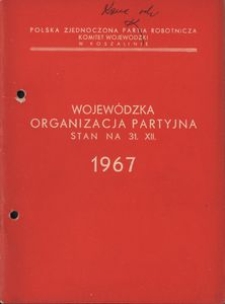 POLSKA ZJEDNOCZONA PARTIA ROBOTNICZA
KOMITET WOJEWÓDZKI
W KOSZALINIE
WOJEWÓDZKA
ORGANIZACJA PARTYJNA
STAN NA 31. XII.
1967